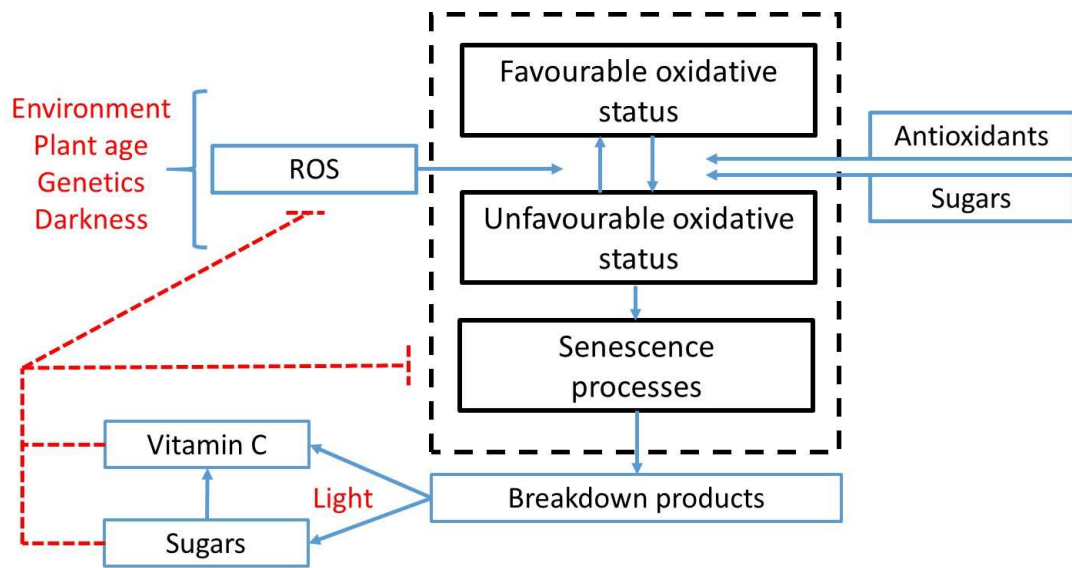 Favourable oxidative
status
Environment
Plant age
Genetics
Darkness
ROS
Antioxidants
Sugars
Unfavourable oxidative
status
Senescence
processes
Vitamin C
Light
Breakdown products
Sugars